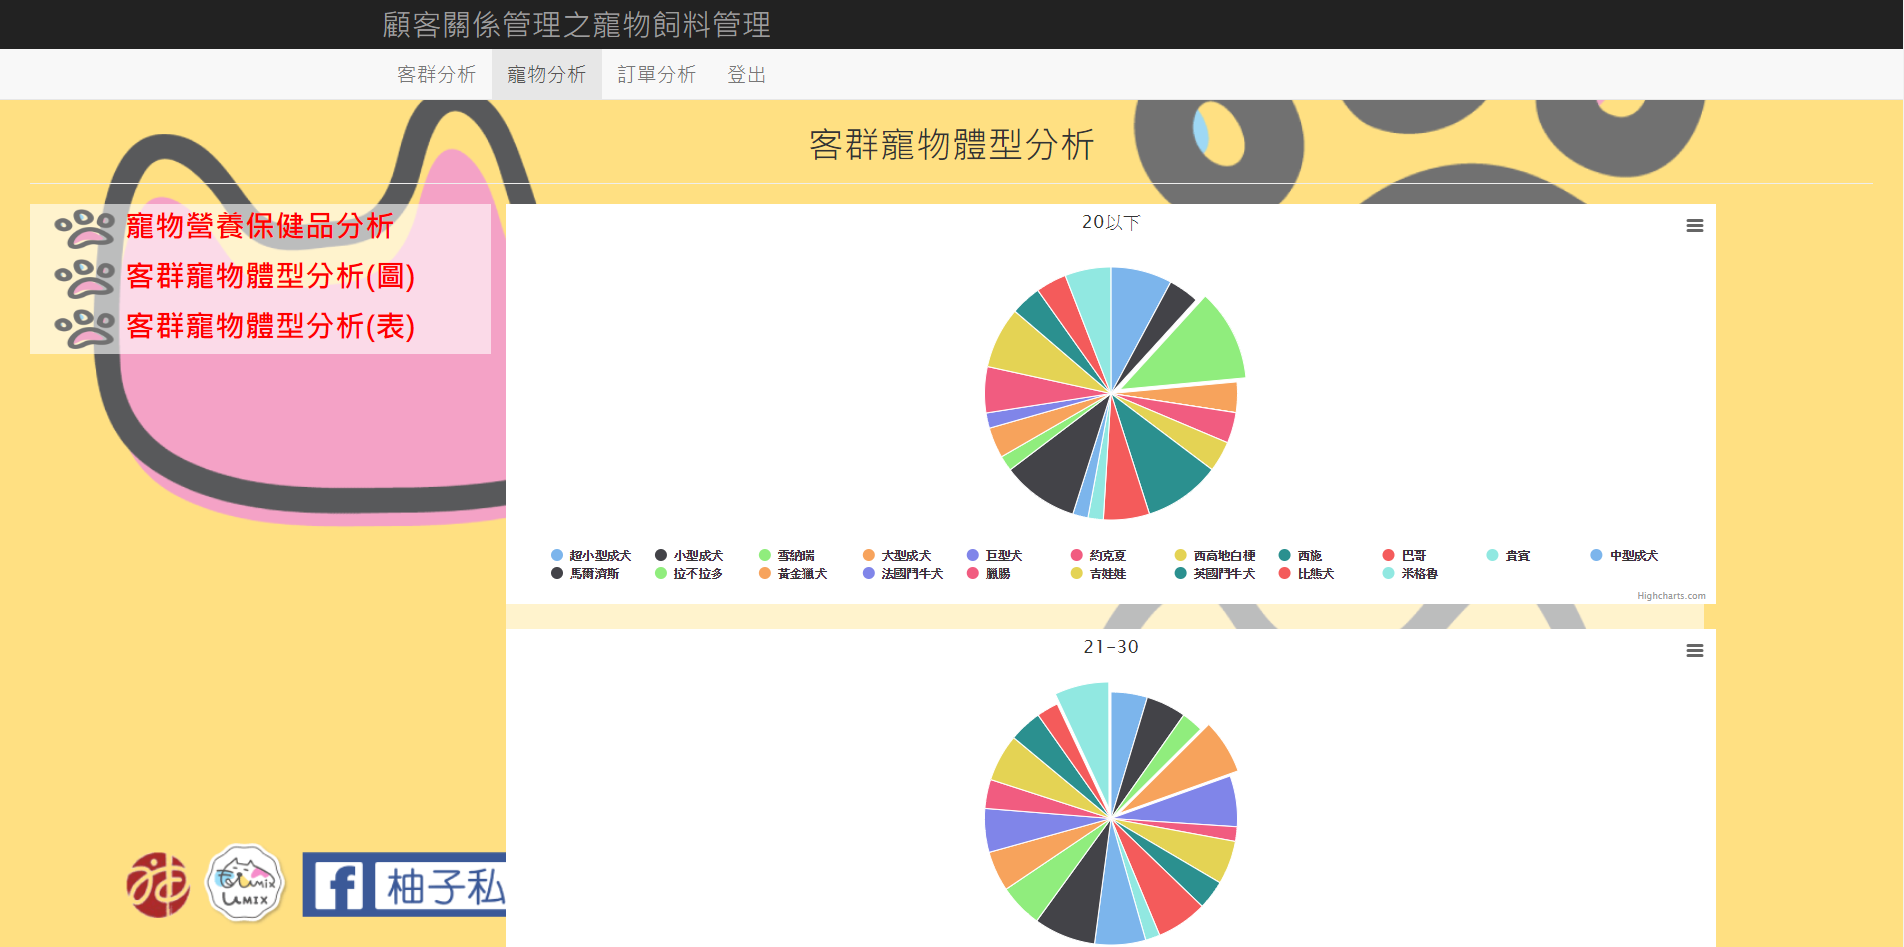 顧客關係管理之寵物飼料管理
客群分析 寵物分析 訂單分析 登出
客群寵物體型分析
寵物營養保健品分析
客群寵物體型分析(圖)
客群寵物體型分析(表)
20以下
超小型成犬 小型成犬 雪納瑞 大型成犬 巨型犬 約克夏 西高地白梗 西施 巴哥 貴賓 中型成犬
馬爾濟斯 拉不拉多 黃金獵犬 法國鬥牛犬 臘腸 吉娃娃 英國鬥牛犬 比熊犬 米格魯
Highcharts.com
21-30
LAMIX
f 柚子私